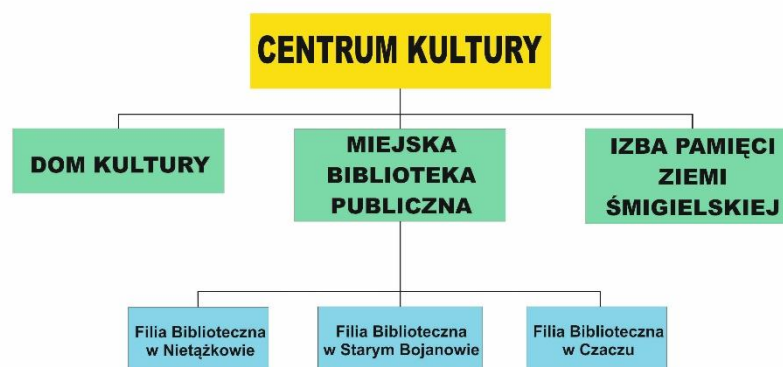 CENTRUM KULTURY
DOM KULTURY
MIEJSKA
BIBLIOTEKA
PUBLICZNA
IZBA PAMIĘCI
ZIEMI
ŚMIGIELSKIEJ
Filia Biblioteczna
w Nietążkowie
Filia Biblioteczna
w Starym Bojanowie
Filia Biblioteczna
w Czaczu